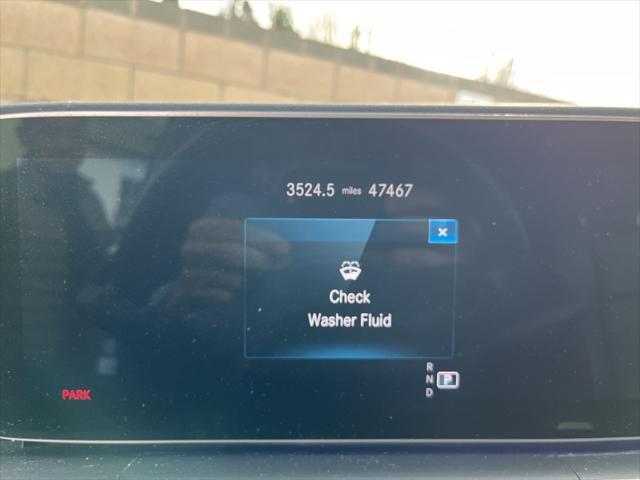 3524.5 miles 47467
×
Check
Washer Fluid
R
N P
D
PARK